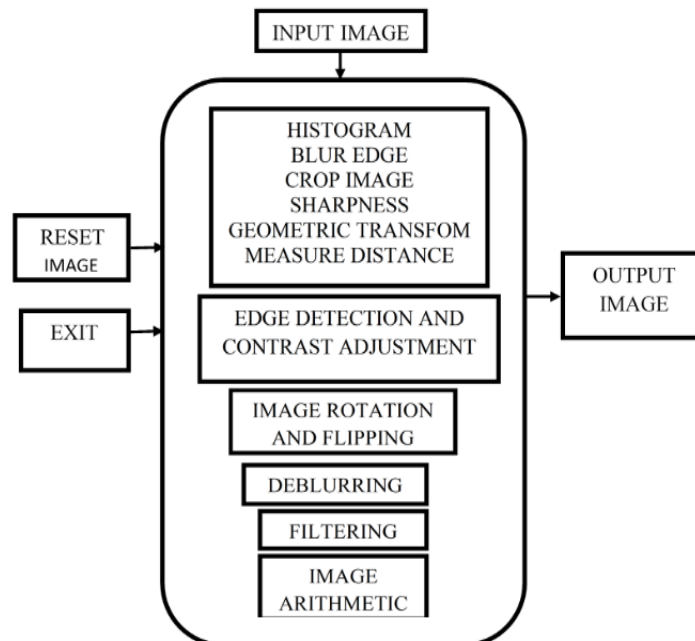 INPUT IMAGE
HISTOGRAM
BLUR EDGE
CROP IMAGE
SHARPNESS
GEOMETRIC TRANSFOM
MEASURE DISTANCE
RESET
IMAGE
EXIT
EDGE DETECTION AND
CONTRAST ADJUSTMENT
IMAGE ROTATION
AND FLIPPING
DEBLURRING
FILTERING
IMAGE
ARITHMETIC
OUTPUT
IMAGE